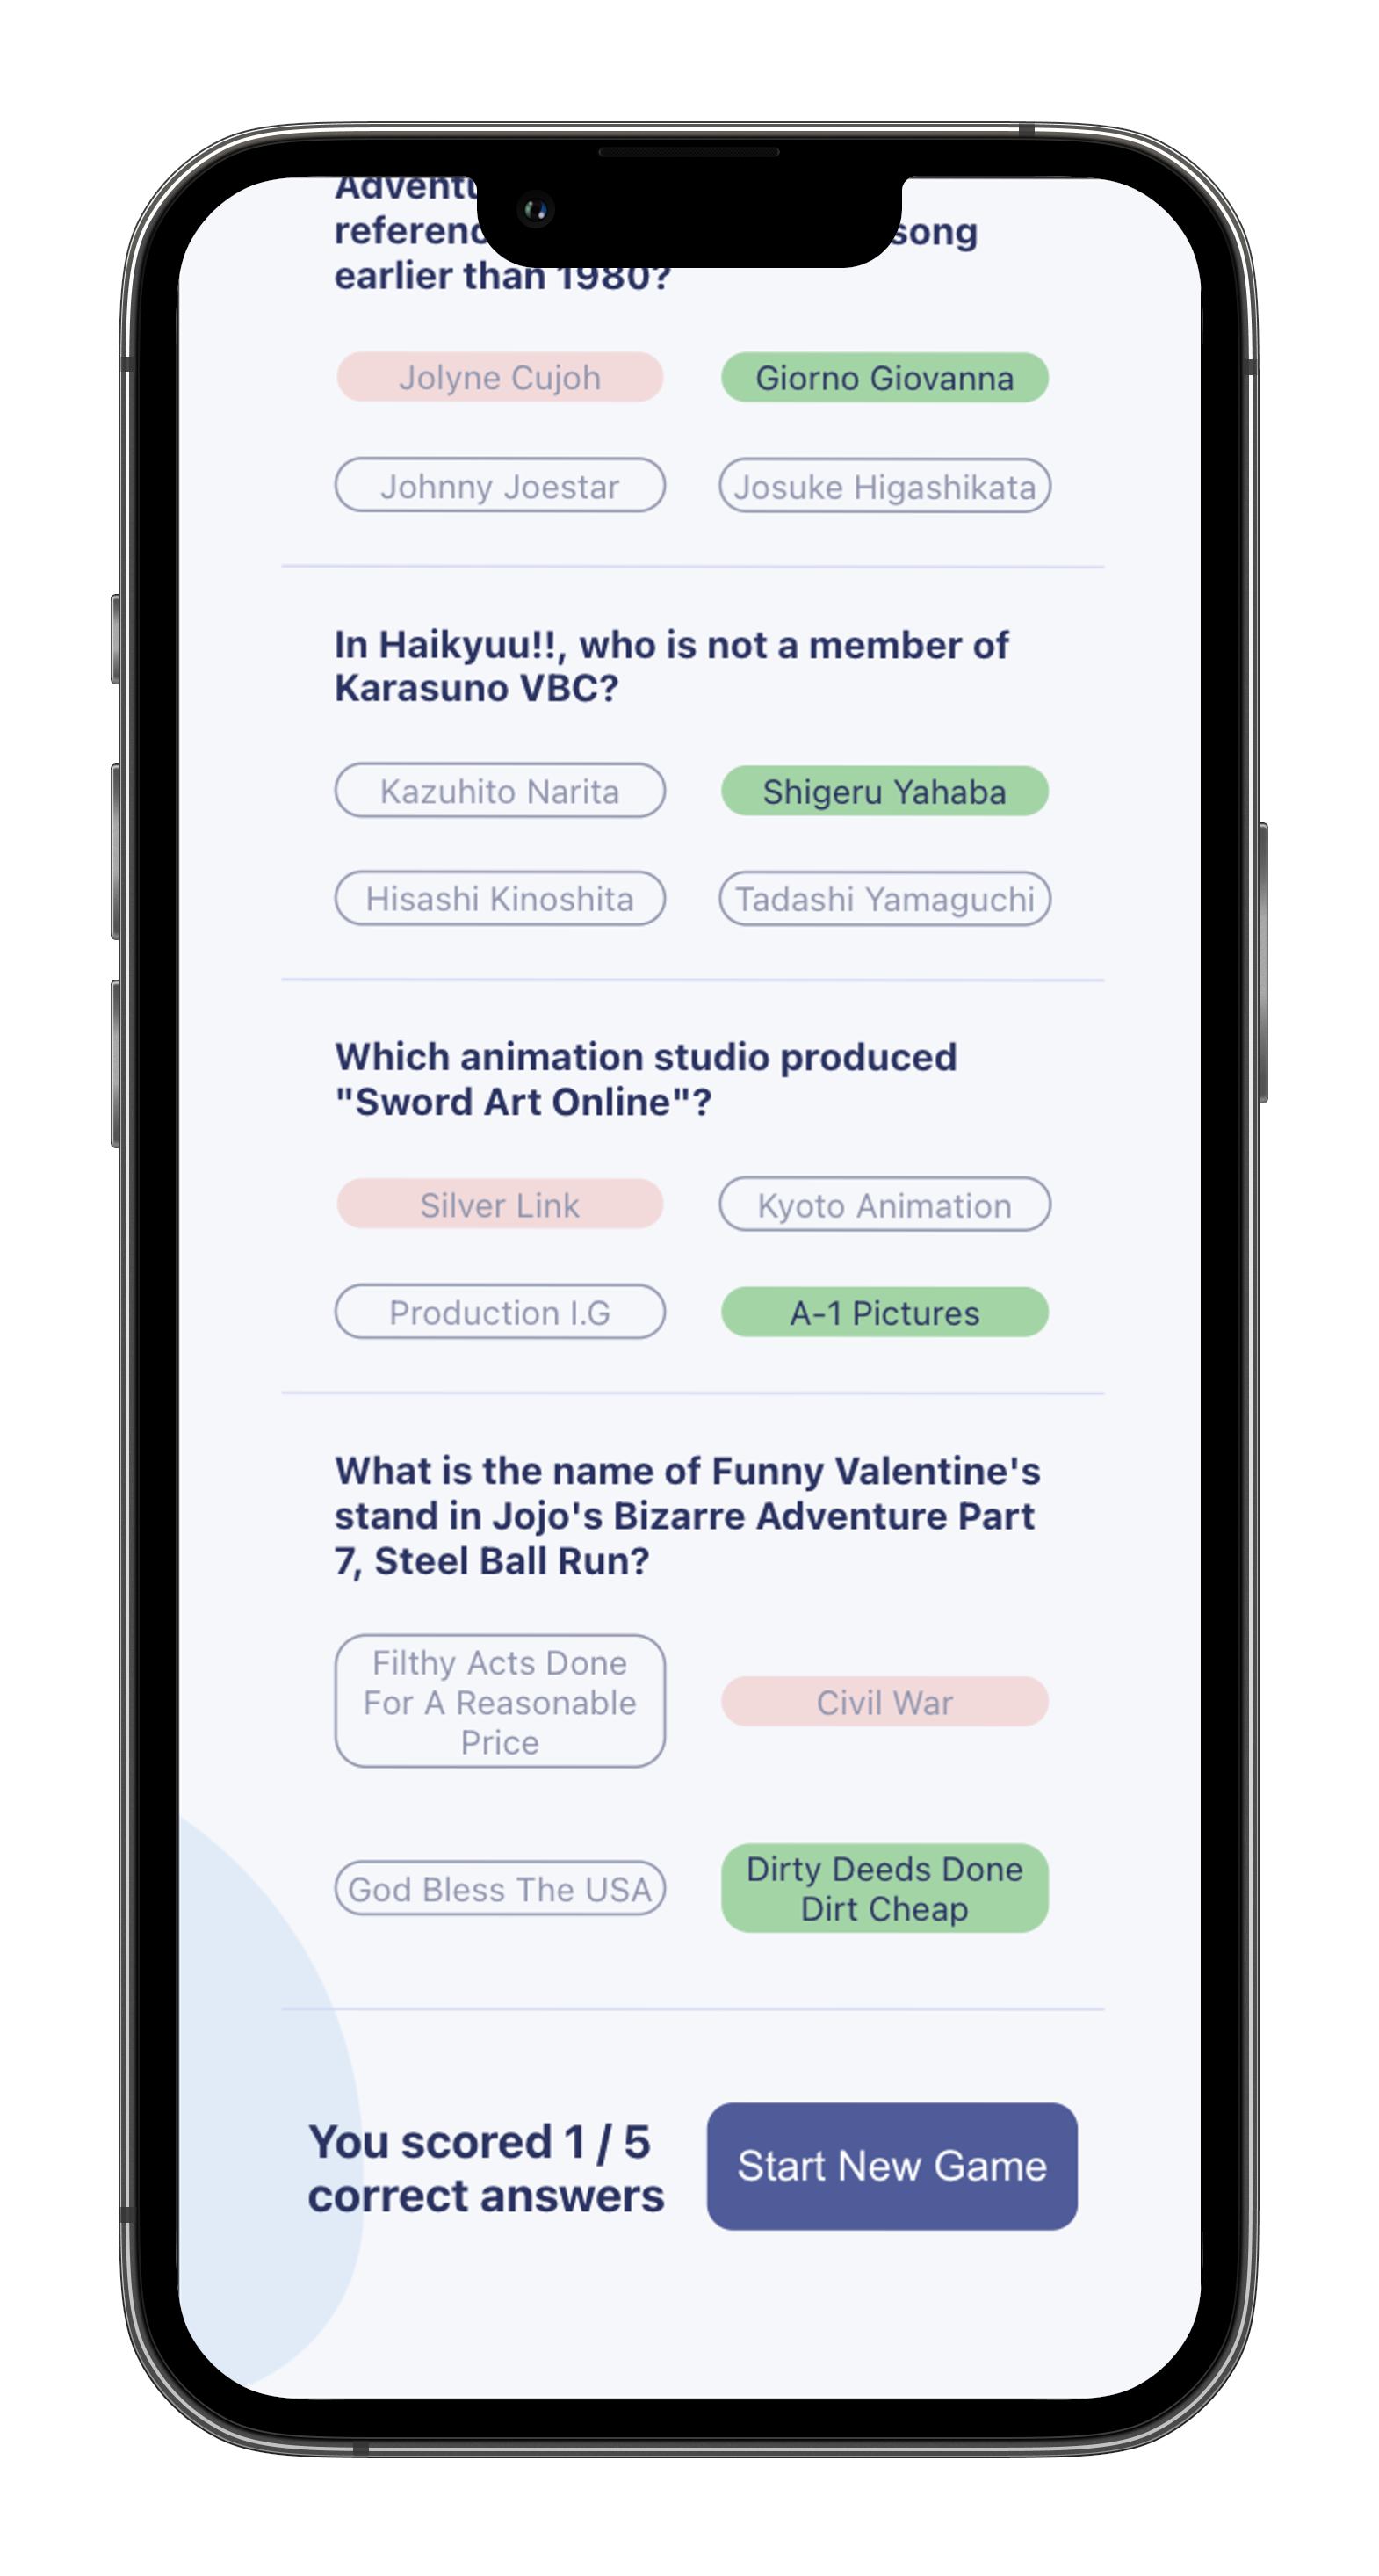 Adventu
referenc song
earlier than 1980?
Jolyne Cujoh
Giorno Giovanna
Johnny Joestar
Josuke Higashikata
In Haikyuu!!, who is not a member of
Karasuno VBC?
Kazuhito Narita
Shigeru Yahaba
Hisashi Kinoshita
Tadashi Yamaguchi
Which animation studio produced
"Sword Art Online"?
Silver Link
Kyoto Animation
Production I.G
A-1 Pictures
What is the name of Funny Valentine's
stand in Jojo's Bizarre Adventure Part
7, Steel Ball Run?
Filthy Acts Done
For A Reasonable
Price
Civil War
God Bless The USA
Dirty Deeds Done
Dirt Cheap
You scored 1 / 5
correct answers
Start New Game